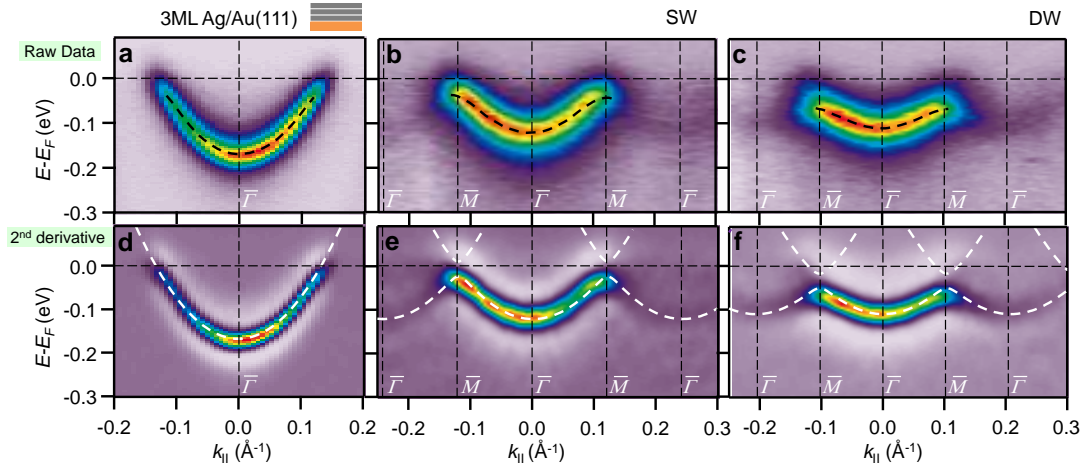 3ML Ag/Au(111) SW DW
Raw Data
a b c
0.0
-0.1
-0.2
-0.3
E-E_F (eV)
Γ̅
Γ̅ M̅ Γ̅ M̅ Γ̅
Γ̅ M̅ Γ̅ M̅ Γ̅
2nd derivative
d e f
0.0
-0.1
-0.2
-0.3
E-E_F (eV)
Γ̅
Γ̅ M̅ Γ̅ M̅ Γ̅
Γ̅ M̅ Γ̅ M̅ Γ̅
-0.2 -0.1 0.0 0.1 0.2 -0.2 -0.1 0.0 0.1 0.2 -0.2 -0.1 0.0 0.1 0.2 0.3
k|| (Å-1) k|| (Å-1) k|| (Å-1)